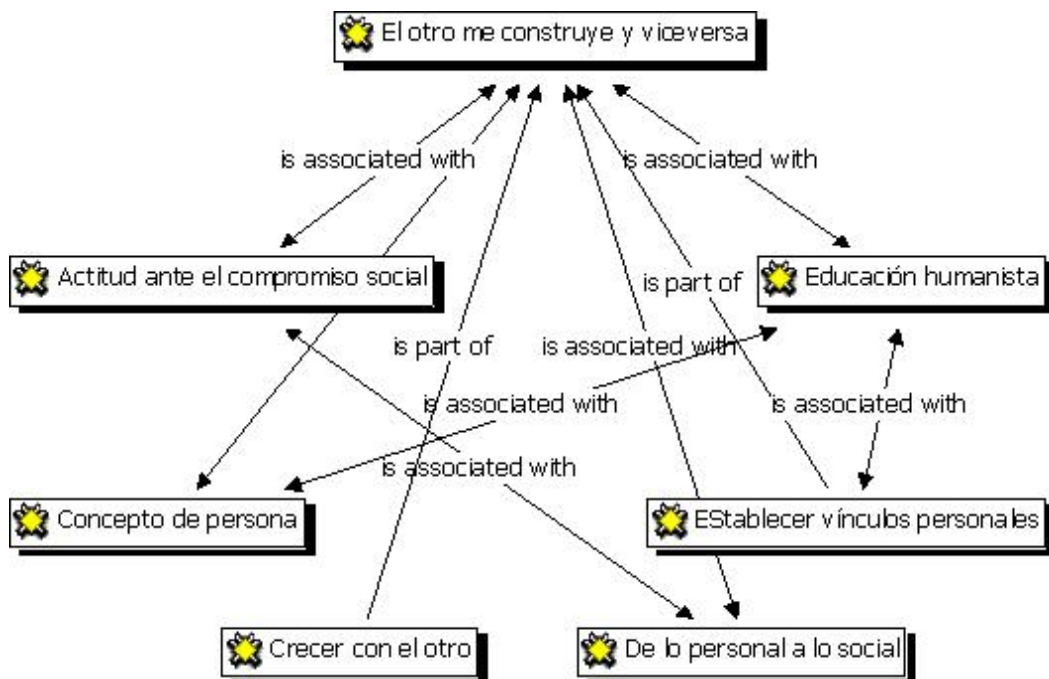 El otro me construye y viceversa
is associated with
is associated with
Actitud ante el compromiso social
Educación humanista
is part of
is part of
is associated with
is associated with
is associated with
is associated with
Concepto de persona
EStablecer vínculos personales
Crecer con el otro
De lo personal a lo social